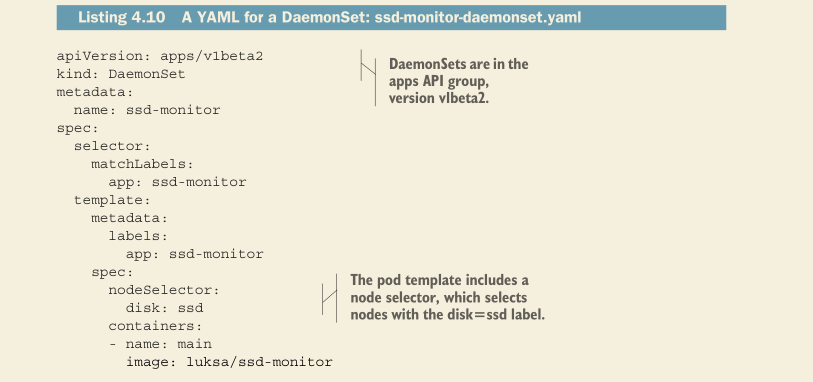 Listing 4.10 A YAML for a DaemonSet: ssd-monitor-daemonset.yaml
apiVersion: apps/v1beta2
kind: DaemonSet
metadata:
  name: ssd-monitor
spec:
  selector:
    matchLabels:
      app: ssd-monitor
  template:
    metadata:
      labels:
        app: ssd-monitor
    spec:
      nodeSelector:
        disk: ssd
      containers:
      - name: main
        image: luksa/ssd-monitor
DaemonSets are in the
apps API group,
version v1beta2.
The pod template includes a
node selector, which selects
nodes with the disk=ssd label.